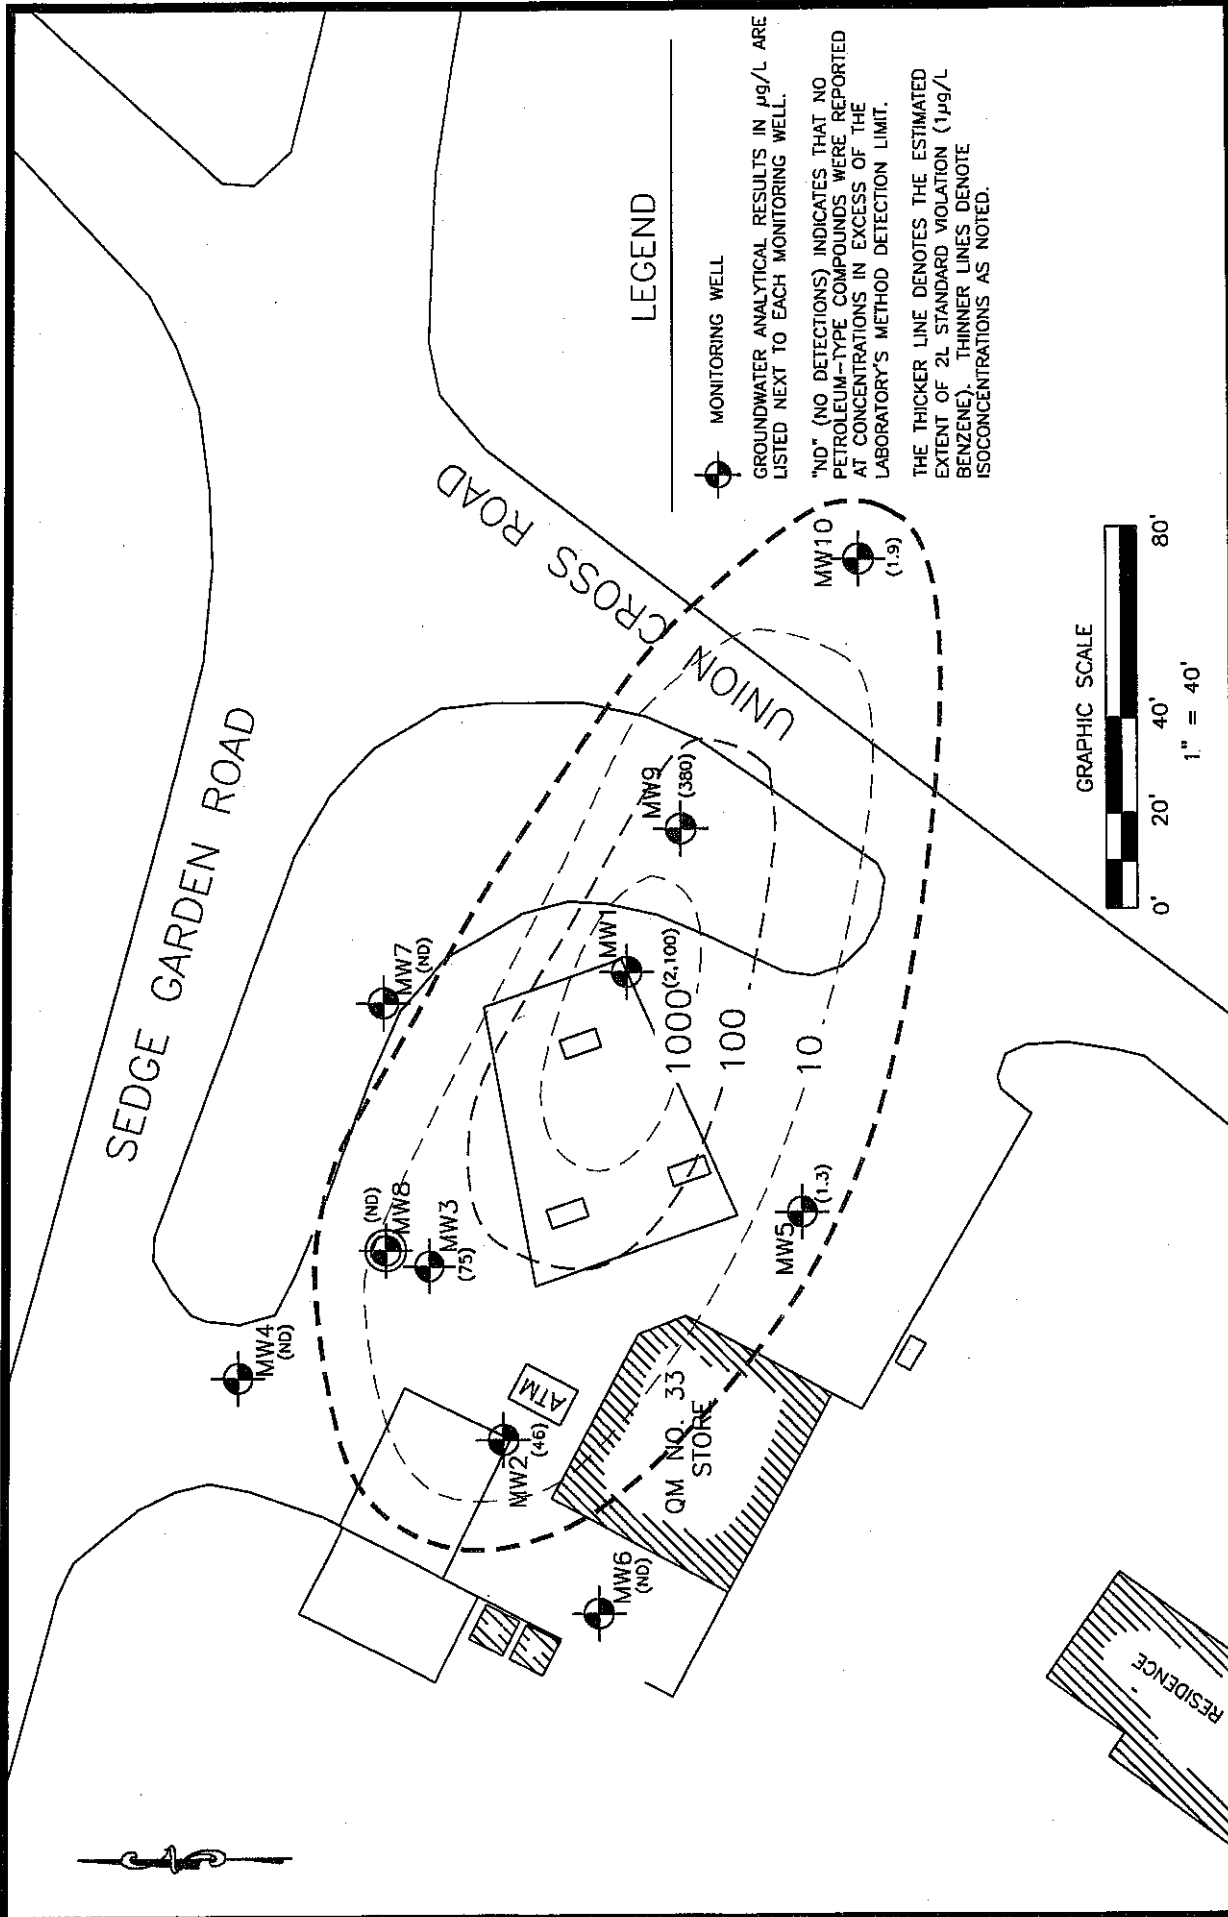 SEDGE GARDEN ROAD
UNION CROSS ROAD
MW4
(ND)
(ND)
MW8
MW3
(75)
MW7
(ND)
MW2
(46)
ATM
MW6
(ND)
MW1
(2,100)
MW9
(380)
MW5
(1.3)
MW10
(1.9)
1000
100
10
QM NO. 33
STORE
RESIDENCE
LEGEND
MONITORING WELL
GROUNDWATER ANALYTICAL RESULTS IN µg/L ARE
LISTED NEXT TO EACH MONITORING WELL.
"ND" (NO DETECTIONS) INDICATES THAT NO
PETROLEUM-TYPE COMPOUNDS WERE REPORTED
AT CONCENTRATIONS IN EXCESS OF THE
LABORATORY'S METHOD DETECTION LIMIT.
THE THICKER LINE DENOTES THE ESTIMATED
EXTENT OF 2L STANDARD VIOLATION (1µg/L
BENZENE). THINNER LINES DENOTE
ISOCONCENTRATIONS AS NOTED.
GRAPHIC SCALE
0' 20' 40' 80'
1" = 40'